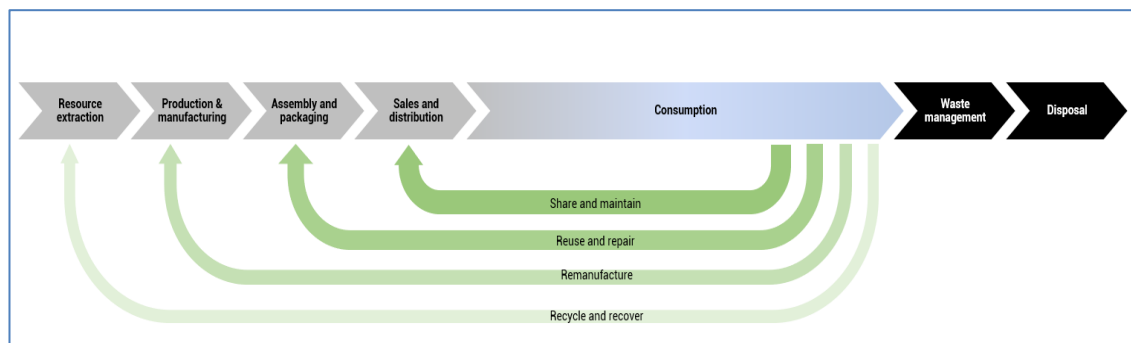 Resource
extraction
Production &
manufacturing
Assembly and
packaging
Sales and
distribution
Consumption
Waste
management
Disposal
Share and maintain
Reuse and repair
Remanufacture
Recycle and recover